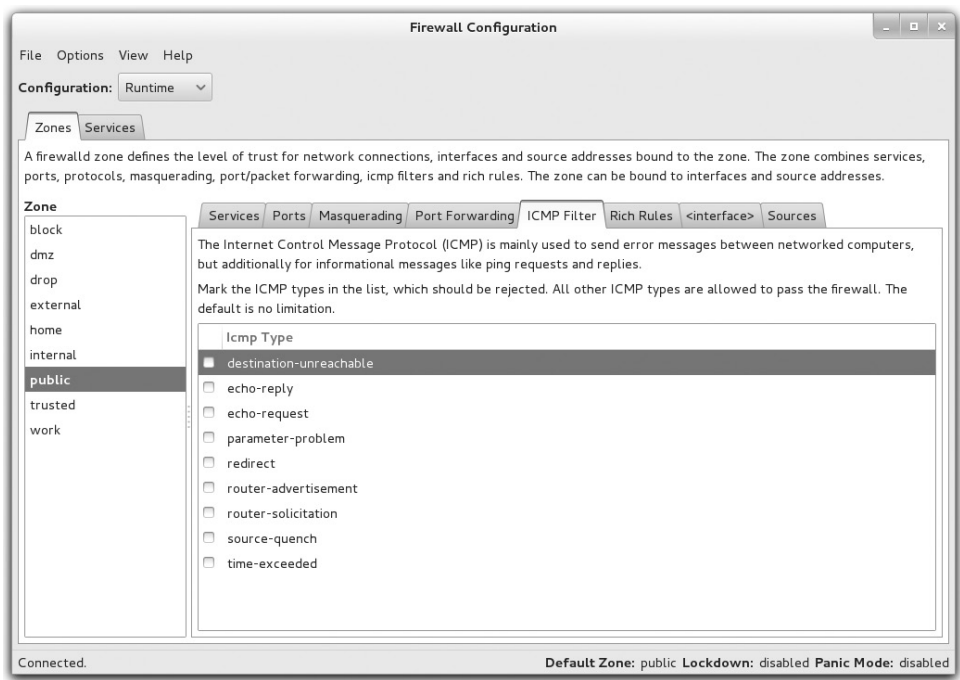 Firewall Configuration
File Options View Help
Configuration: Runtime
Zones Services
A firewalld zone defines the level of trust for network connections, interfaces and source addresses bound to the zone. The zone combines services,
ports, protocols, masquerading, port/packet forwarding, icmp filters and rich rules. The zone can be bound to interfaces and source addresses.
Zone
block
dmz
drop
external
home
internal
public
trusted
work
Services Ports Masquerading Port Forwarding ICMP Filter Rich Rules <interface> Sources
The Internet Control Message Protocol (ICMP) is mainly used to send error messages between networked computers,
but additionally for informational messages like ping requests and replies.
Mark the ICMP types in the list, which should be rejected. All other ICMP types are allowed to pass the firewall. The
default is no limitation.
Icmp Type
destination-unreachable
echo-reply
echo-request
parameter-problem
redirect
router-advertisement
router-solicitation
source-quench
time-exceeded
Connected.
Default Zone: public Lockdown: disabled Panic Mode: disabled